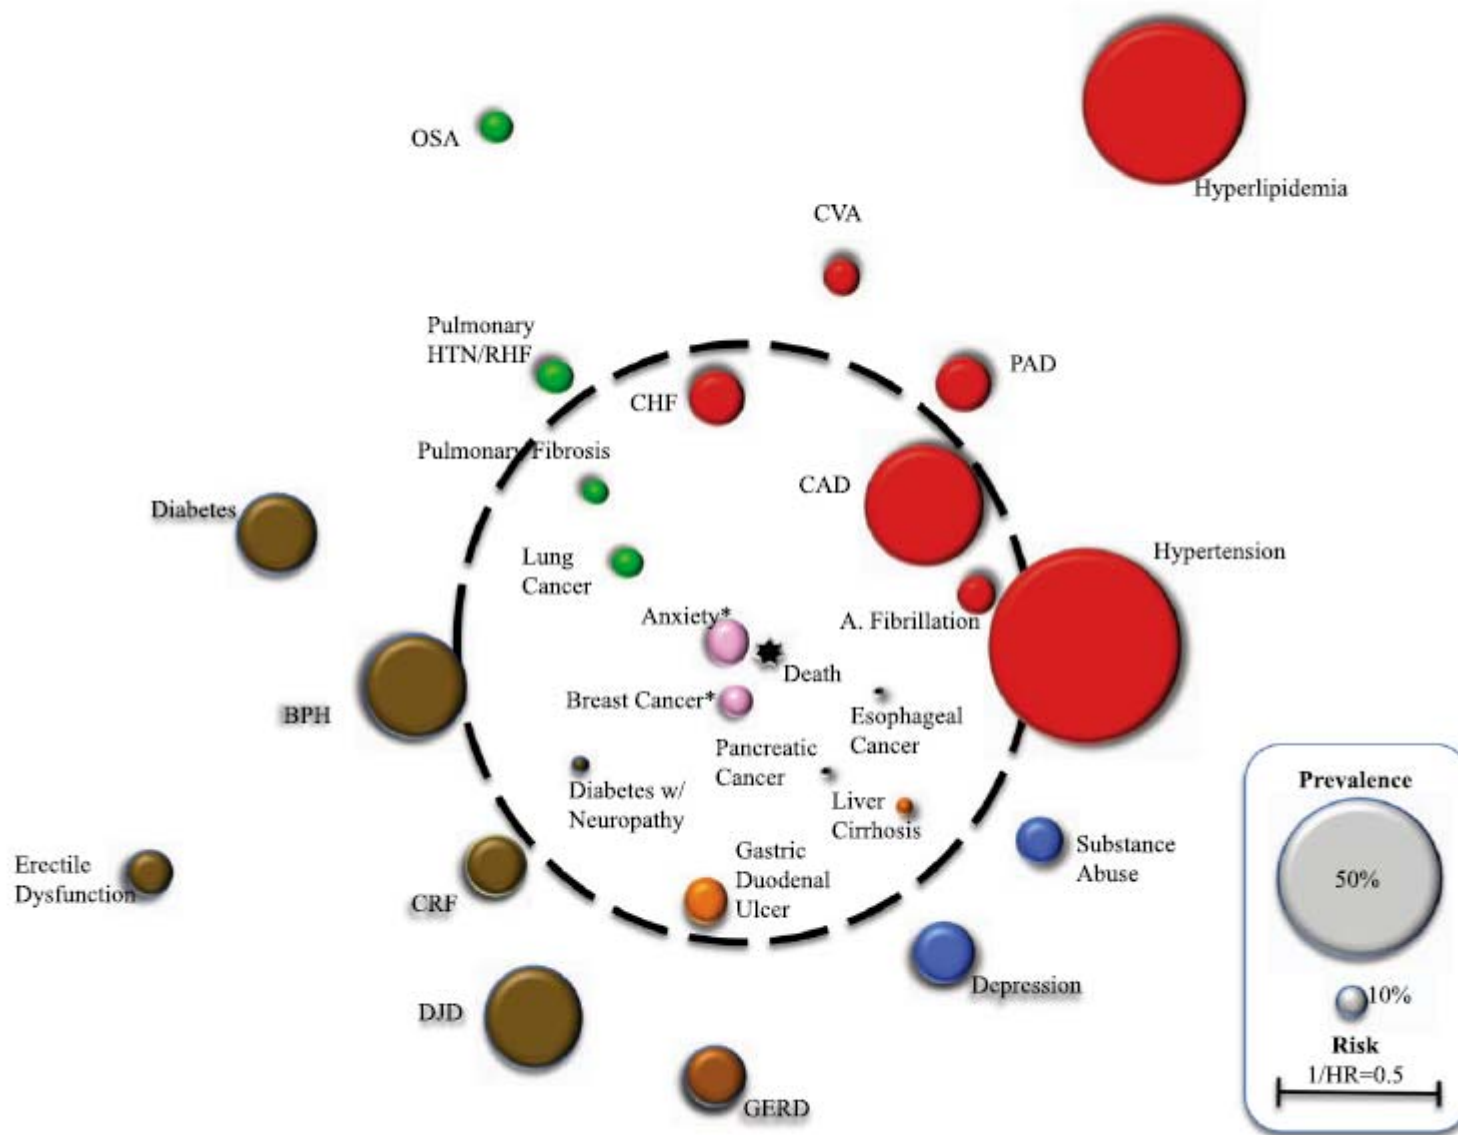 OSA
Hyperlipidemia
CVA
Pulmonary
HTN/RHF
PAD
CHF
Pulmonary Fibrosis
CAD
Diabetes
Hypertension
Lung
Cancer
Anxiety*
A. Fibrillation
Death
Breast Cancer*
Esophageal
Cancer
BPH
Pancreatic
Cancer
Diabetes w/
Neuropathy
Liver
Cirrhosis
Substance
Abuse
Gastric
Duodenal
Ulcer
Erectile
Dysfunction
CRF
Depression
DJD
GERD
Prevalence
50%
10%
Risk
1/HR=0.5